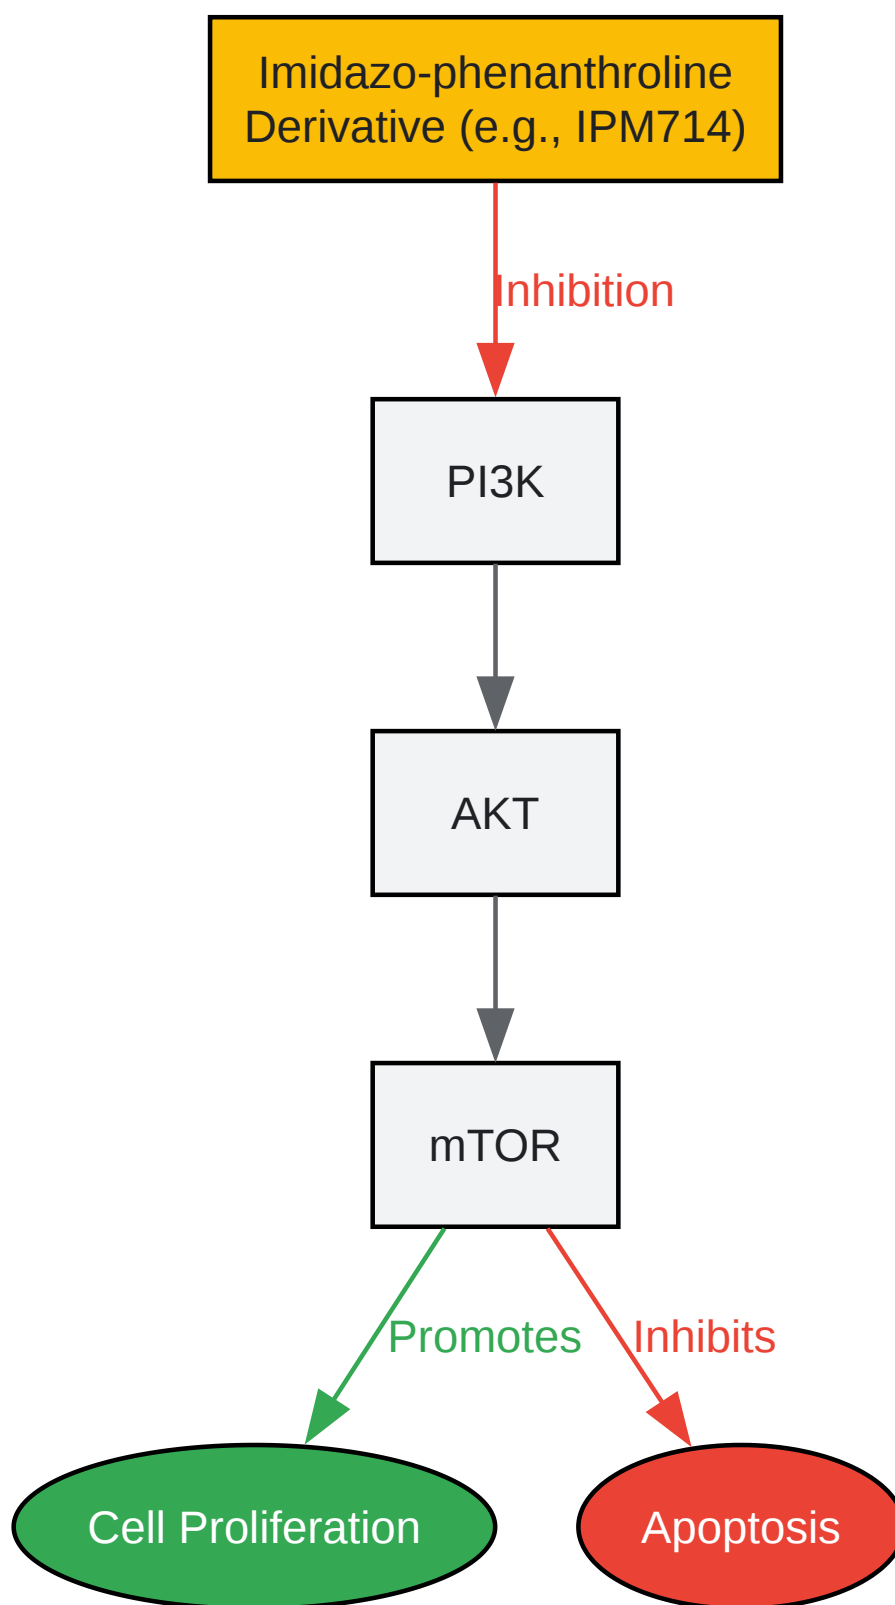 Imidazo-phenanthroline
Derivative (e.g., IPM714)
Inhibition
PI3K
AKT
mTOR
Promotes
Inhibits
Cell Proliferation
Apoptosis